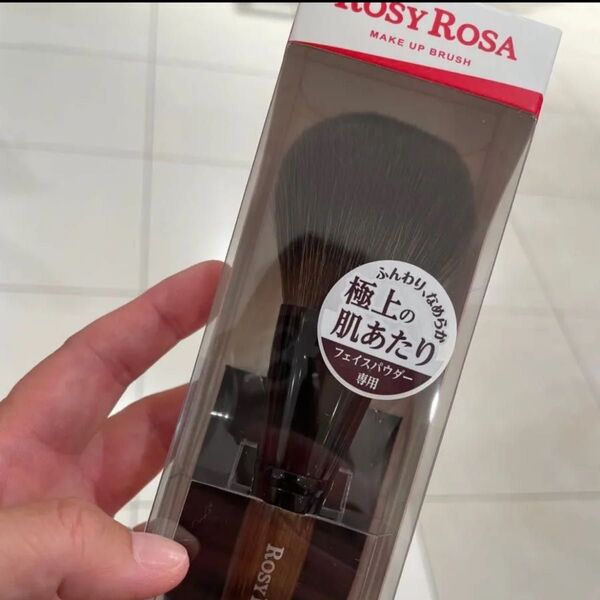 ROSY ROSA
MAKE UP BRUSH
ふんわり、なめらか
極上の
肌あたり
フェイスパウダー
専用
ROSY